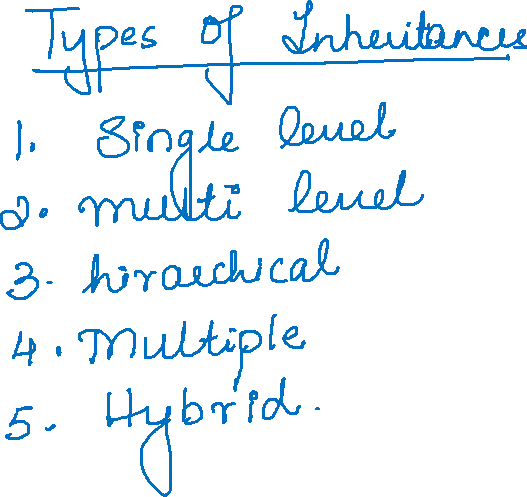 Types of Inheritances
1. Single level
2. multi level
3. hiraechical
4. Multiple
5. Hybrid.